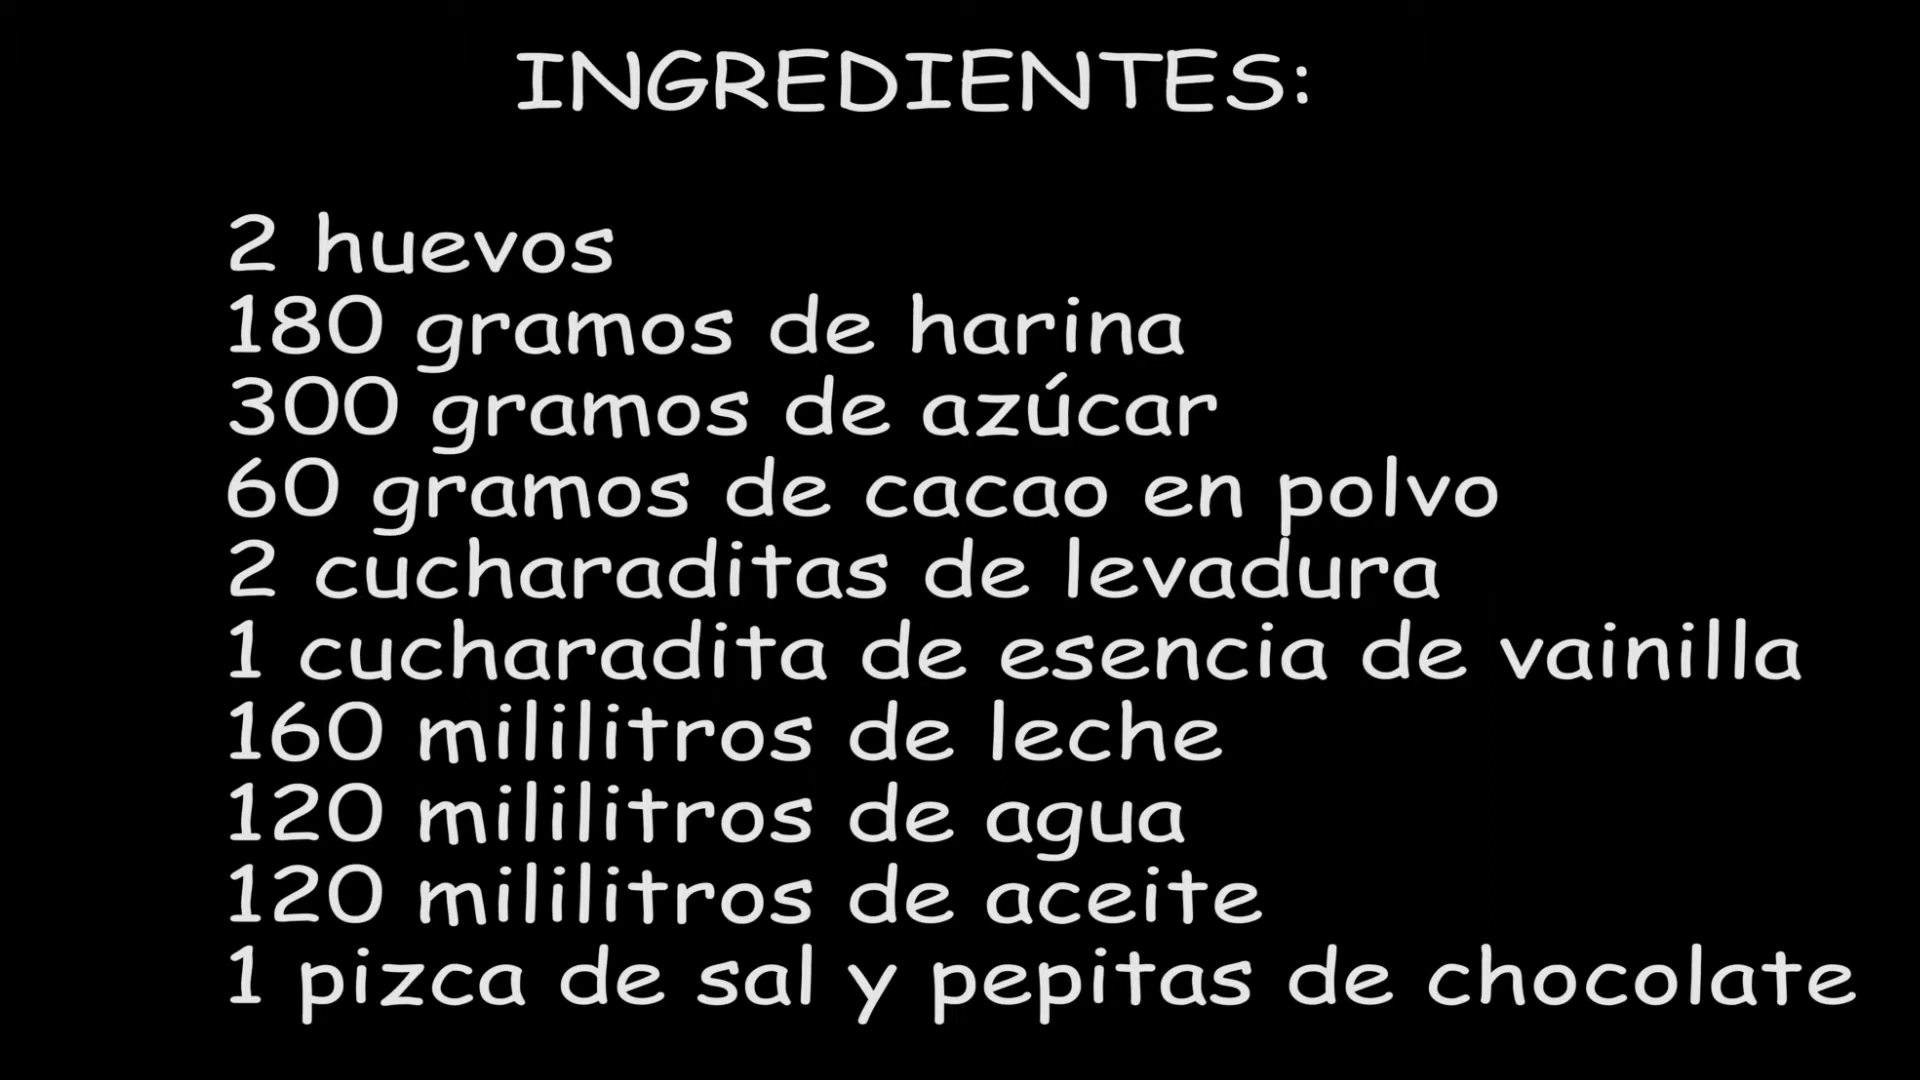 INGREDIENTES:
2 huevos
180 gramos de harina
300 gramos de azúcar
60 gramos de cacao en polvo
2 cucharaditas de levadura
1 cucharadita de esencia de vainilla
160 mililitros de leche
120 mililitros de agua
120 mililitros de aceite
1 pizca de sal y pepitas de chocolate